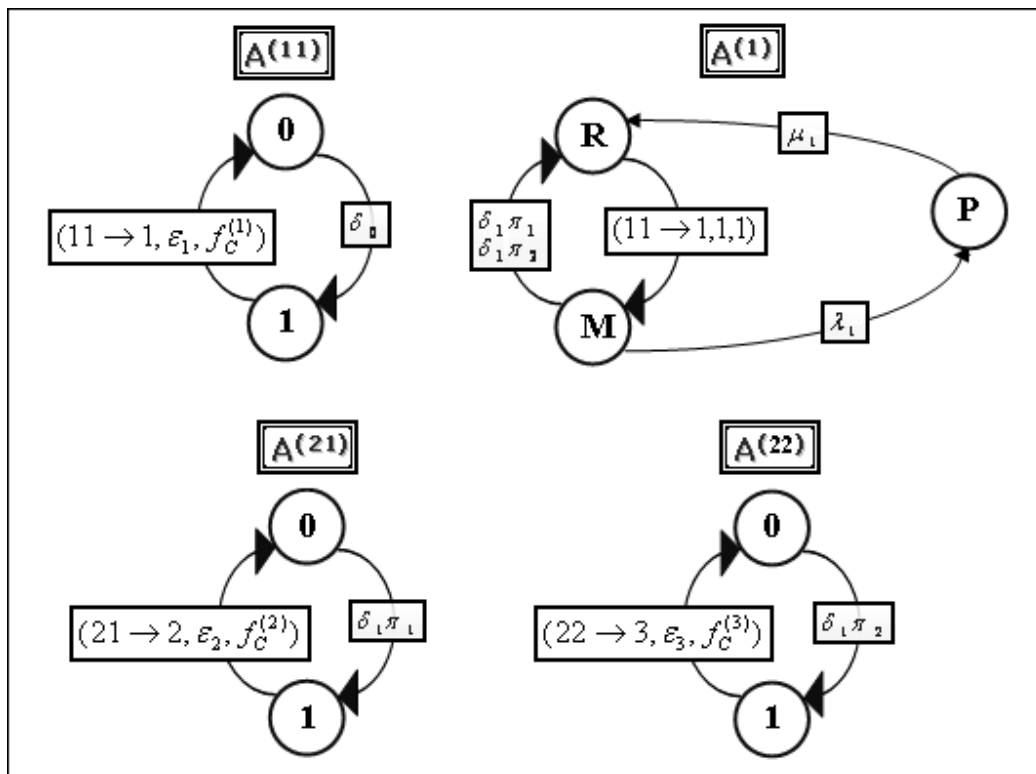 A⁽¹¹⁾
0
(11 → 1, ε₁, f_C⁽¹⁾)
δ₀
1
A⁽¹⁾
R
μ₁
P
δ₁π₁
δ₁π₂
(11 → 1,1,1)
M
λ₁
A⁽²¹⁾
0
(21 → 2, ε₂, f_C⁽²⁾)
δ₁π₁
1
A⁽²²⁾
0
(22 → 3, ε₃, f_C⁽³⁾)
δ₁π₂
1